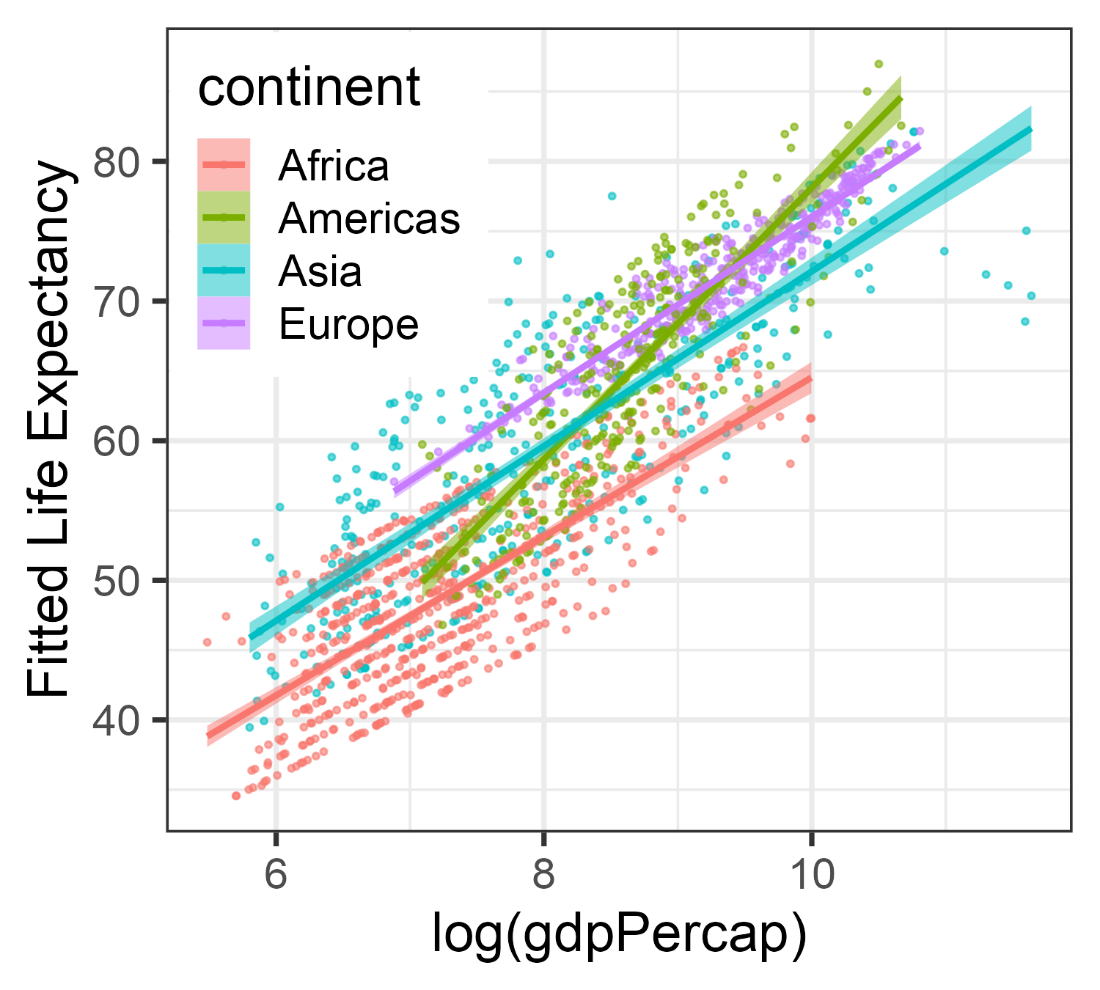 continent
Africa
Americas
Asia
Europe
Fitted Life Expectancy
80
70
60
50
40
6
8
10
log(gdpPercap)